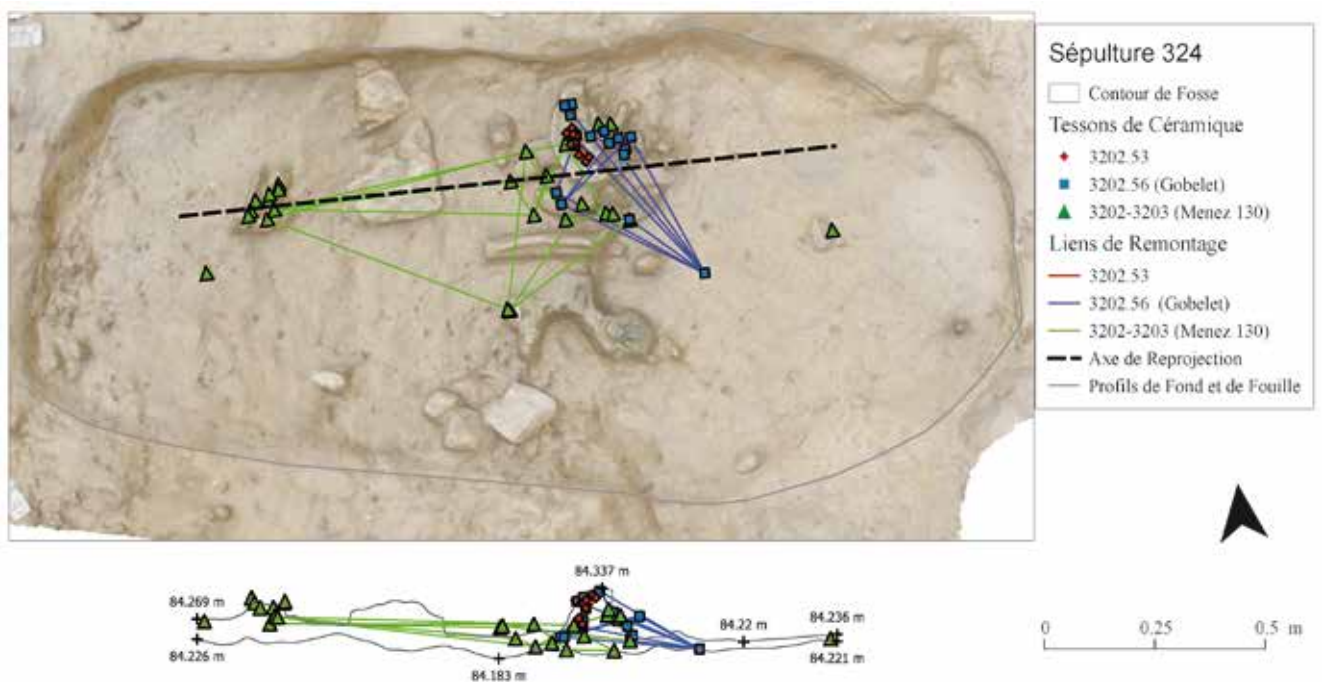 Sépulture 324
Contour de Fosse
Tessons de Céramique
3202.53
3202.56 (Gobelet)
3202-3203 (Menez 130)
Liens de Remontage
3202.53
3202.56 (Gobelet)
3202-3203 (Menez 130)
Axe de Reprojection
Profils de Fond et de Fouille
84.337 m
84.269 m
84.22 m
84.236 m
84.226 m
84.183 m
84.221 m
0 0.25 0.5 m